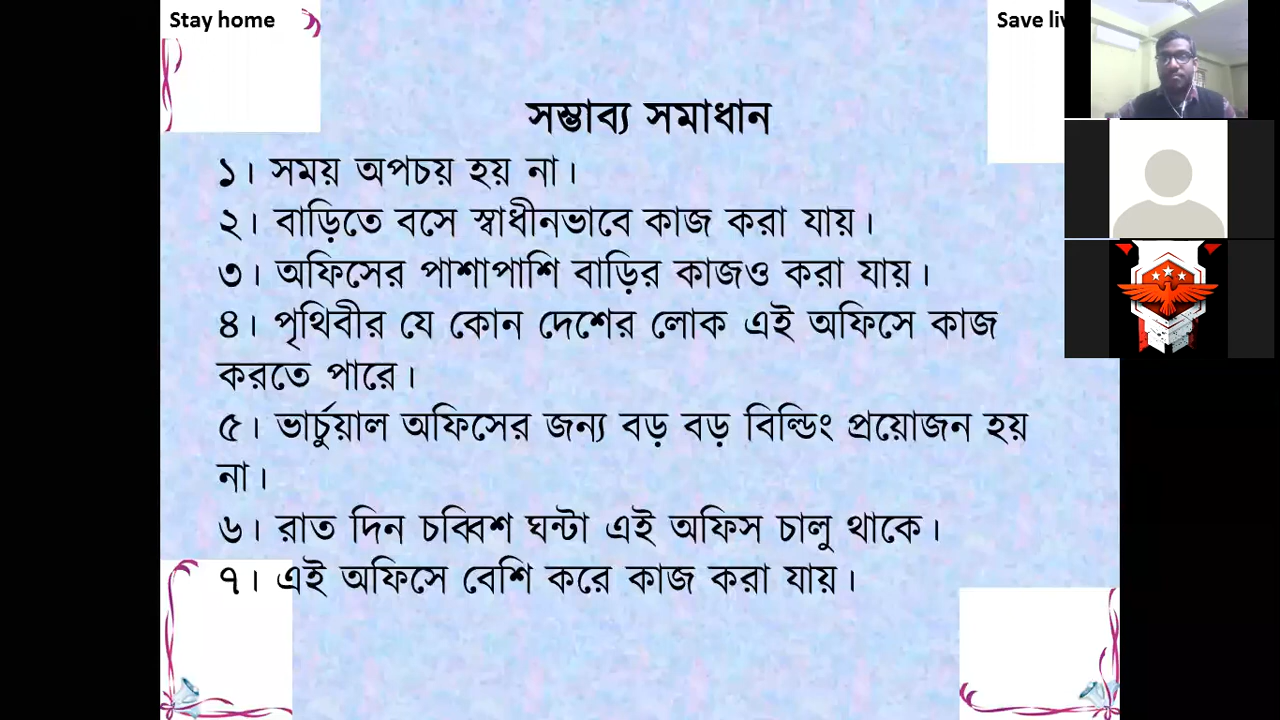 Stay home
Save
সম্ভাব্য সমাধান
১। সময় অপচয় হয় না।
২। বাড়িতে বসে স্বাধীনভাবে কাজ করা যায়।
৩। অফিসের পাশাপাশি বাড়ির কাজও করা যায়।
৪। পৃথিবীর যে কোন দেশের লোক এই অফিসে কাজ
করতে পারে।
৫। ভার্চুয়াল অফিসের জন্য বড় বড় বিল্ডিং প্রয়োজন হয়
না।
৬। রাত দিন চব্বিশ ঘন্টা এই অফিস চালু থাকে।
৭। এই অফিসে বেশি করে কাজ করা যায়।